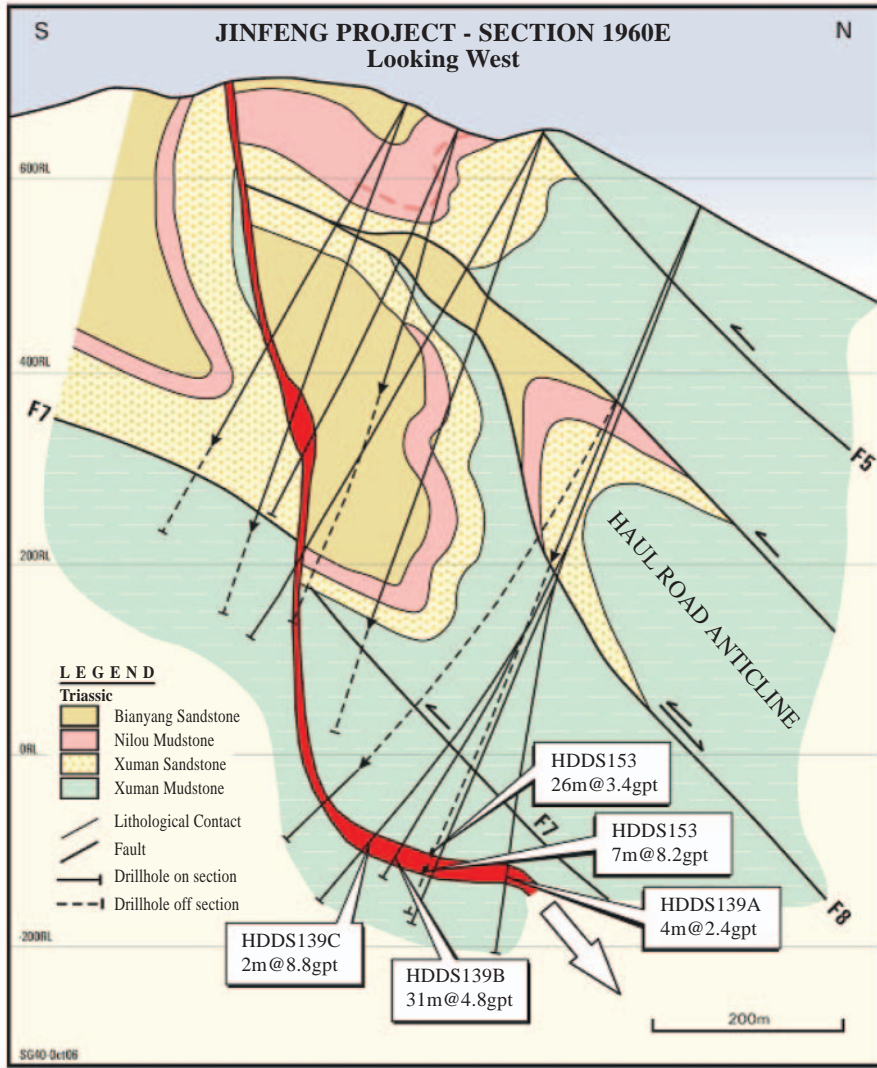 JINFENG PROJECT - SECTION 1960E
Looking West
S
N
600RL
400RL
200RL
0RL
-200RL
F7
F5
HAUL ROAD ANTICLINE
F7
F8
LEGEND
Triassic
Bianyang Sandstone
Nilou Mudstone
Xuman Sandstone
Xuman Mudstone
Lithological Contact
Fault
Drillhole on section
Drillhole off section
HDDS153
26m@3.4gpt
HDDS153
7m@8.2gpt
HDDS139A
4m@2.4gpt
HDDS139C
2m@8.8gpt
HDDS139B
31m@4.8gpt
200m
SG40-Oct06